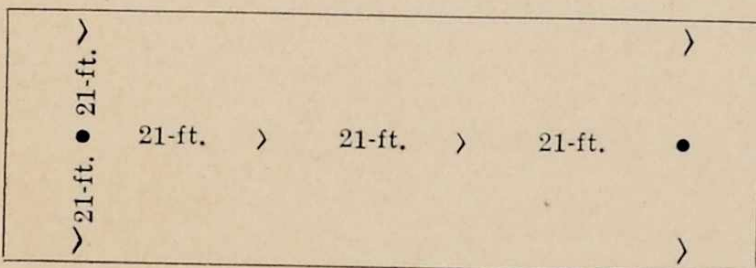 21-ft. ● 21-ft.
21-ft. 〉 21-ft. 〉 21-ft. ●